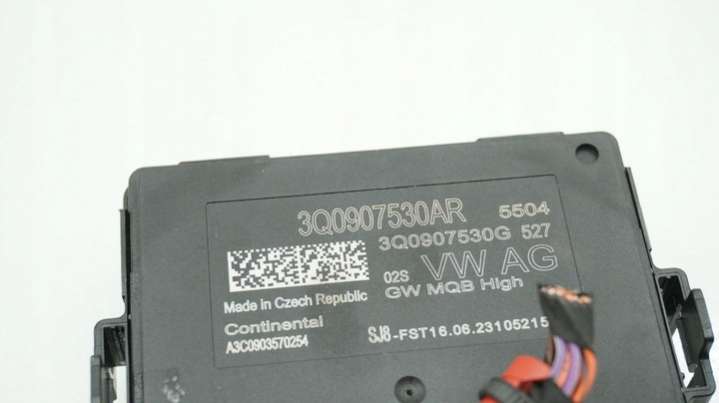 3Q0907530AR 5504
3Q0907530G 527
02S VW AG
GW MQB High
Made in Czech Republic
Continental
A3C0903570254
SJ8-FST16.06.23105215